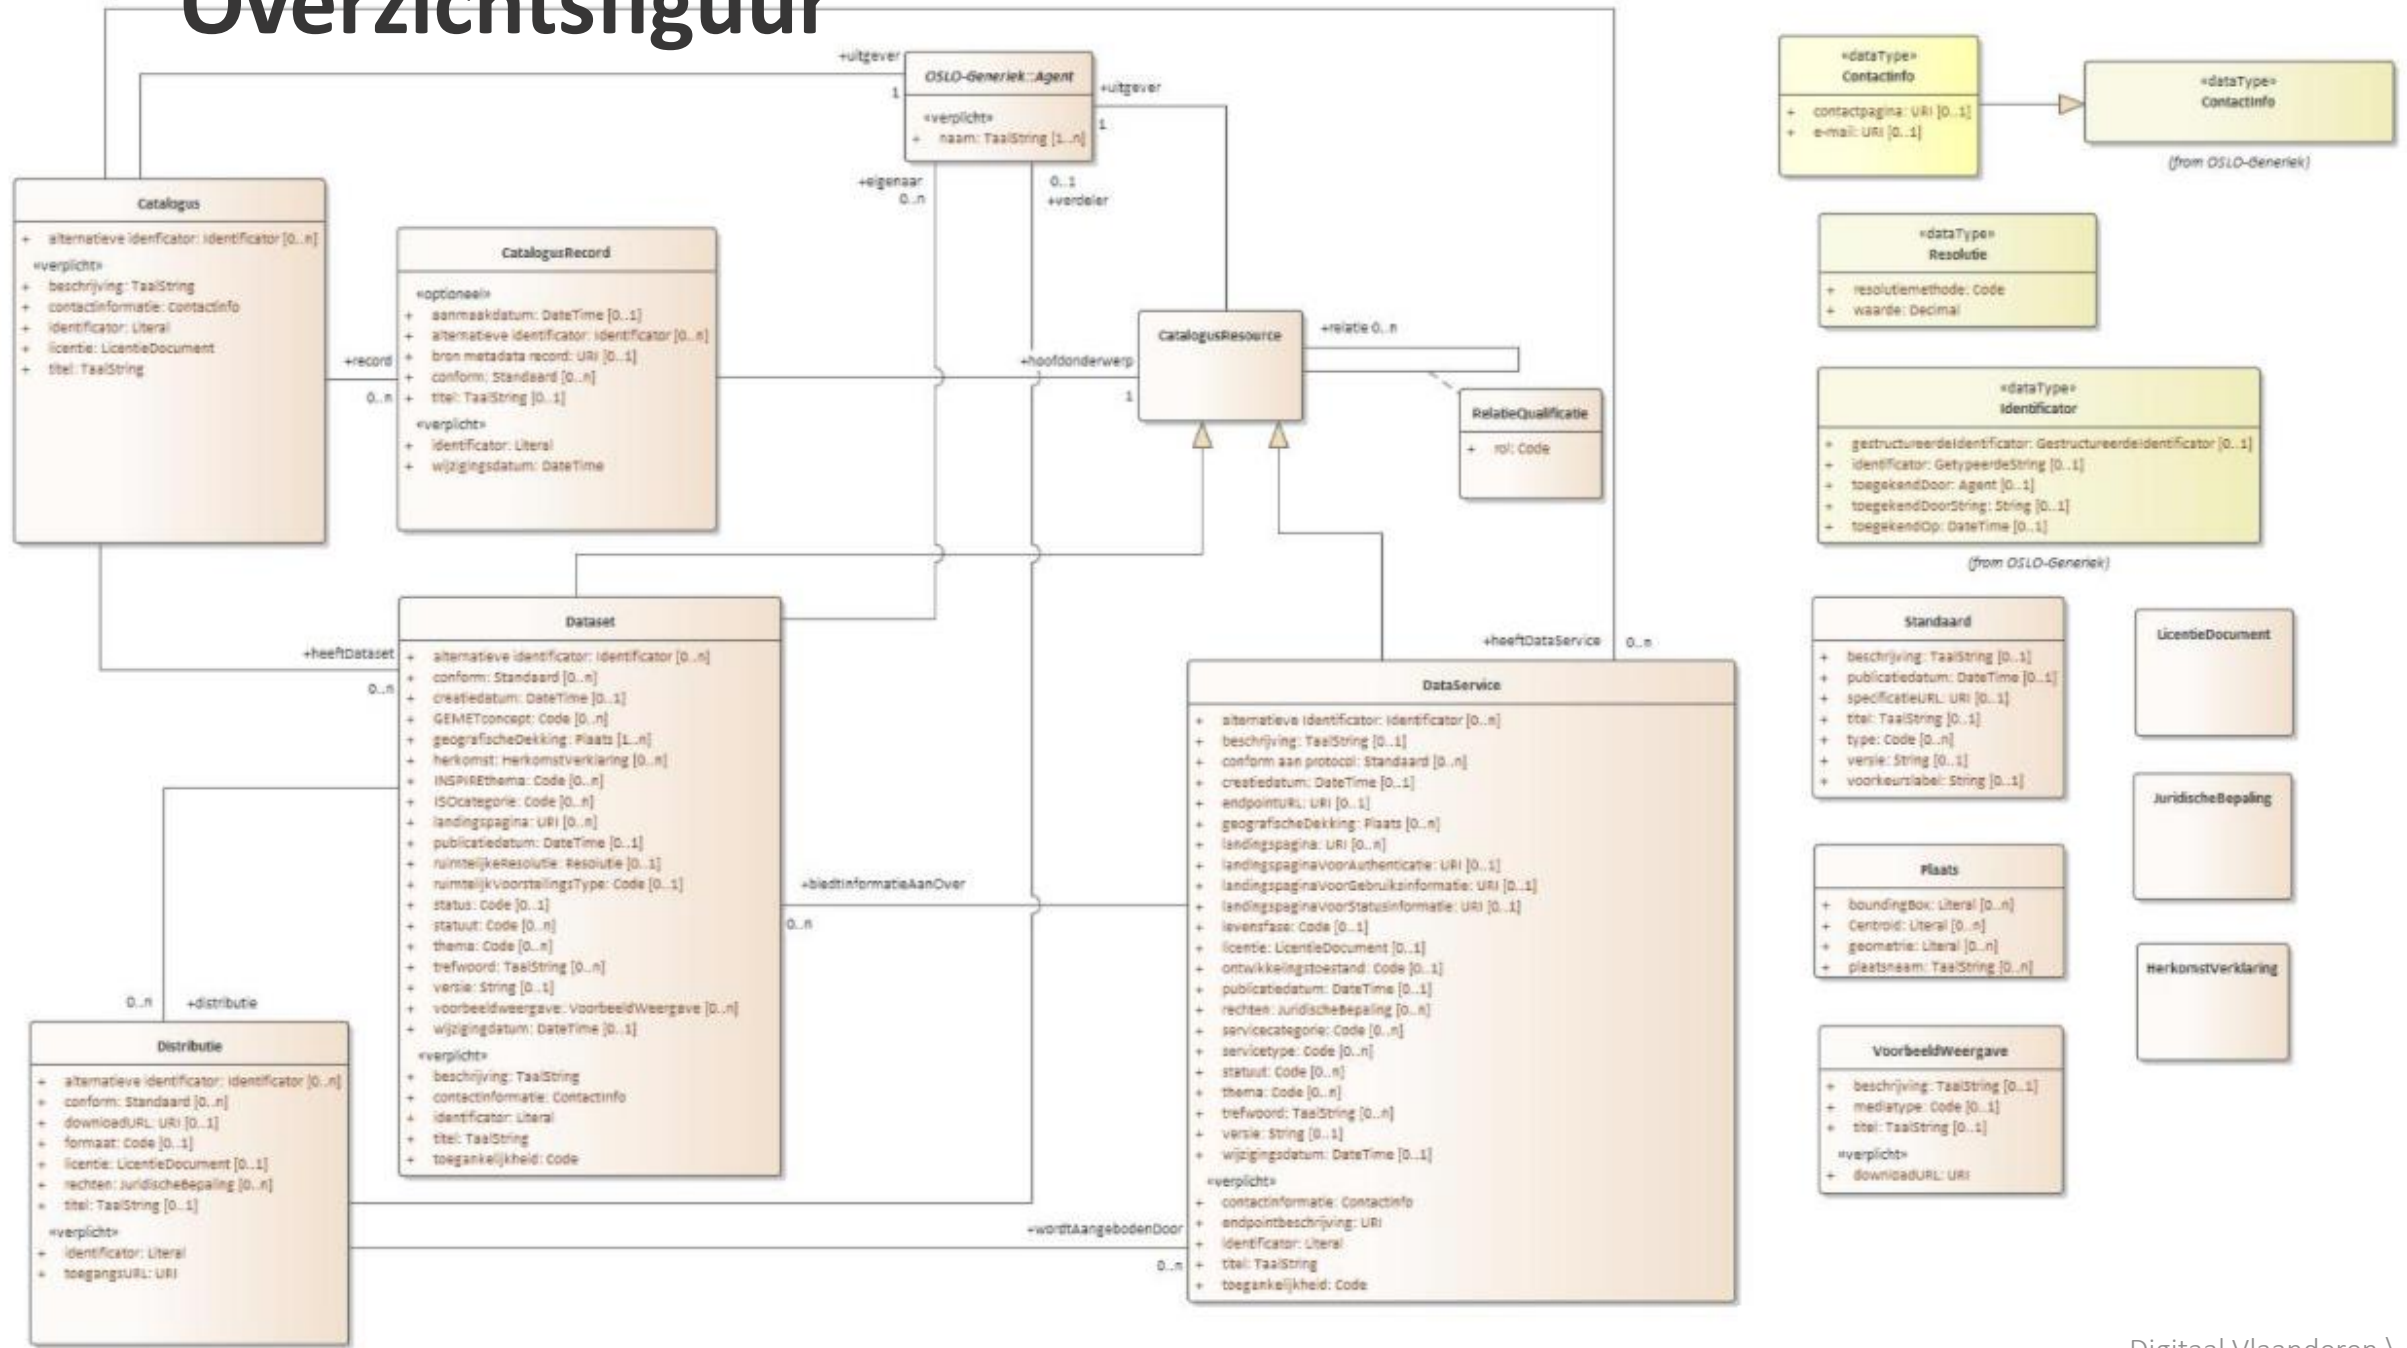 Overzichtsfiguur
+uitgever
1
OSLO-Generiek::Agent
«verplicht»
+ naam: TaalString [1..n]
+uitgever
1
+eigenaar
0..n
0..1
+verdeler
Catalogus
+ alternatieve idenficator: Identificator [0..n]
«verplicht»
+ beschrijving: TaalString
+ contactinformatie: ContactInfo
+ identificator: Literal
+ licentie: LicentieDocument
+ titel: TaalString
+record
0..n
CatalogusRecord
«optioneel»
+ aanmaakdatum: DateTime [0..1]
+ alternatieve identificator: Identificator [0..n]
+ bron metadata record: URI [0..1]
+ conform: Standaard [0..n]
+ titel: TaalString [0..1]
«verplicht»
+ identificator: Literal
+ wijzigingsdatum: DateTime
+hoofdonderwerp
1
CatalogusResource
+relatie 0..n
RelatieQualificatie
+ rol: Code
+heeftDataset
0..n
Dataset
+ alternatieve identificator: Identificator [0..n]
+ conform: Standaard [0..n]
+ creatiedatum: DateTime [0..1]
+ GEMETconcept: Code [0..n]
+ geografischeDekking: Plaats [1..n]
+ herkomst: HerkomstVerklaring [0..n]
+ INSPIREthema: Code [0..n]
+ ISOcategorie: Code [0..n]
+ landingspagina: URI [0..n]
+ publicatiedatum: DateTime [0..1]
+ ruimtelijkeResolutie: Resolutie [0..1]
+ ruimtelijkVoorstellingsType: Code [0..1]
+ status: Code [0..1]
+ statuut: Code [0..n]
+ thema: Code [0..n]
+ trefwoord: TaalString [0..n]
+ versie: String [0..1]
+ voorbeeldweergave: VoorbeeldWeergave [0..n]
+ wijzigingdatum: DateTime [0..1]
«verplicht»
+ beschrijving: TaalString
+ contactinformatie: ContactInfo
+ identificator: Literal
+ titel: TaalString
+ toegankelijkheid: Code
+biedtInformatieAanOver
0..n
+heeftDataService
0..n
DataService
+ alternatieve Identificator: Identificator [0..n]
+ beschrijving: TaalString [0..1]
+ conform aan protocol: Standaard [0..n]
+ creatiedatum: DateTime [0..1]
+ endpointURL: URI [0..1]
+ geografischeDekking: Plaats [0..n]
+ landingspagina: URI [0..n]
+ landingspaginaVoorAuthenticatie: URI [0..1]
+ landingspaginaVoorGebruiksinformatie: URI [0..1]
+ landingspaginaVoorStatusinformatie: URI [0..1]
+ levensfase: Code [0..1]
+ licentie: LicentieDocument [0..1]
+ ontwikkelingstoestand: Code [0..1]
+ publicatiedatum: DateTime [0..1]
+ rechten: JuridischeBepaling [0..n]
+ servicecategorie: Code [0..n]
+ servicetype: Code [0..n]
+ statuut: Code [0..n]
+ thema: Code [0..n]
+ trefwoord: TaalString [0..n]
+ versie: String [0..1]
+ wijzigingsdatum: DateTime [0..1]
«verplicht»
+ contactinformatie: ContactInfo
+ endpointbeschrijving: URI
+ identificator: Literal
+ titel: TaalString
+ toegankelijkheid: Code
0..n +distributie
Distributie
+ alternatieve identificator: Identificator [0..n]
+ conform: Standaard [0..n]
+ downloadURL: URI [0..1]
+ formaat: Code [0..1]
+ licentie: LicentieDocument [0..1]
+ rechten: JuridischeBepaling [0..n]
+ titel: TaalString [0..1]
«verplicht»
+ identificator: Literal
+ toegangsURL: URI
+wordtAangebodenDoor
0..n
«dataType»
ContactInfo
+ contactpagina: URI [0..1]
+ e-mail: URI [0..1]
«dataType»
ContactInfo
(from OSLO-Generiek)
«dataType»
Resolutie
+ resolutiemethode: Code
+ waarde: Decimal
«dataType»
Identificator
+ gestructureerdeIdentificator: GestructureerdeIdentificator [0..1]
+ identificator: GetypeerdeString [0..1]
+ toegekendDoor: Agent [0..1]
+ toegekendDoorString: String [0..1]
+ toegekendOp: DateTime [0..1]
(from OSLO-Generiek)
Standaard
+ beschrijving: TaalString [0..1]
+ publicatiedatum: DateTime [0..1]
+ specificatieURL: URI [0..1]
+ titel: TaalString [0..1]
+ type: Code [0..n]
+ versie: String [0..1]
+ voorkeurslabel: String [0..1]
LicentieDocument
JuridischeBepaling
Plaats
+ boundingBox: Literal [0..n]
+ Centroid: Literal [0..n]
+ geometrie: Literal [0..n]
+ plaatsnaam: TaalString [0..n]
HerkomstVerklaring
VoorbeeldWeergave
+ beschrijving: TaalString [0..1]
+ mediatype: Code [0..1]
+ titel: TaalString [0..1]
«verplicht»
+ downloadURL: URI
Digitaal Vlaanderen \